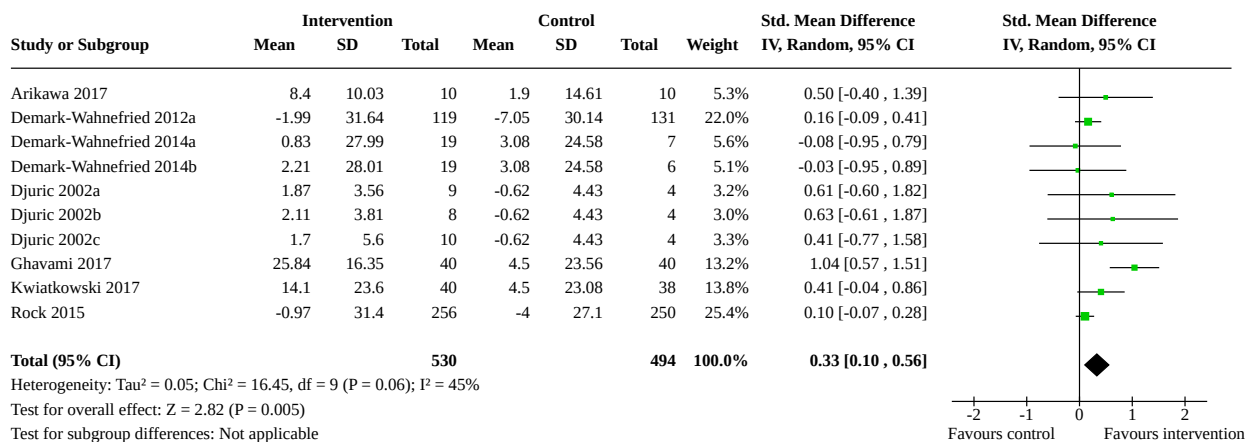 Intervention Control Std. Mean Difference Std. Mean Difference
Study or Subgroup Mean SD Total Mean SD Total Weight IV, Random, 95% CI IV, Random, 95% CI
Arikawa 2017 8.4 10.03 10 1.9 14.61 10 5.3% 0.50 [-0.40 , 1.39]
Demark-Wahnefried 2012a -1.99 31.64 119 -7.05 30.14 131 22.0% 0.16 [-0.09 , 0.41]
Demark-Wahnefried 2014a 0.83 27.99 19 3.08 24.58 7 5.6% -0.08 [-0.95 , 0.79]
Demark-Wahnefried 2014b 2.21 28.01 19 3.08 24.58 6 5.1% -0.03 [-0.95 , 0.89]
Djuric 2002a 1.87 3.56 9 -0.62 4.43 4 3.2% 0.61 [-0.60 , 1.82]
Djuric 2002b 2.11 3.81 8 -0.62 4.43 4 3.0% 0.63 [-0.61 , 1.87]
Djuric 2002c 1.7 5.6 10 -0.62 4.43 4 3.3% 0.41 [-0.77 , 1.58]
Ghavami 2017 25.84 16.35 40 4.5 23.56 40 13.2% 1.04 [0.57 , 1.51]
Kwiatkowski 2017 14.1 23.6 40 4.5 23.08 38 13.8% 0.41 [-0.04 , 0.86]
Rock 2015 -0.97 31.4 256 -4 27.1 250 25.4% 0.10 [-0.07 , 0.28]
Total (95% CI) 530 494 100.0% 0.33 [0.10 , 0.56]
Heterogeneity: Tau² = 0.05; Chi² = 16.45, df = 9 (P = 0.06); I² = 45%
Test for overall effect: Z = 2.82 (P = 0.005)
Test for subgroup differences: Not applicable
-2 -1 0 1 2
Favours control Favours intervention